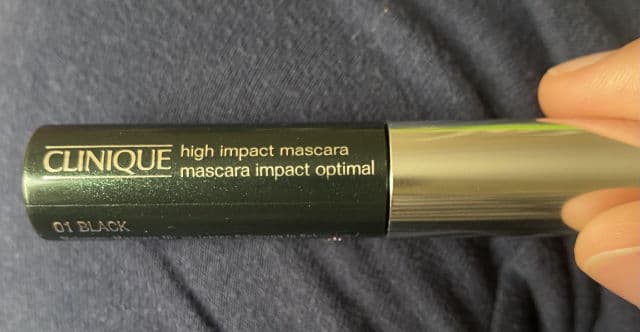 CLINIQUE
high impact mascara
mascara impact optimal
01 BLACK